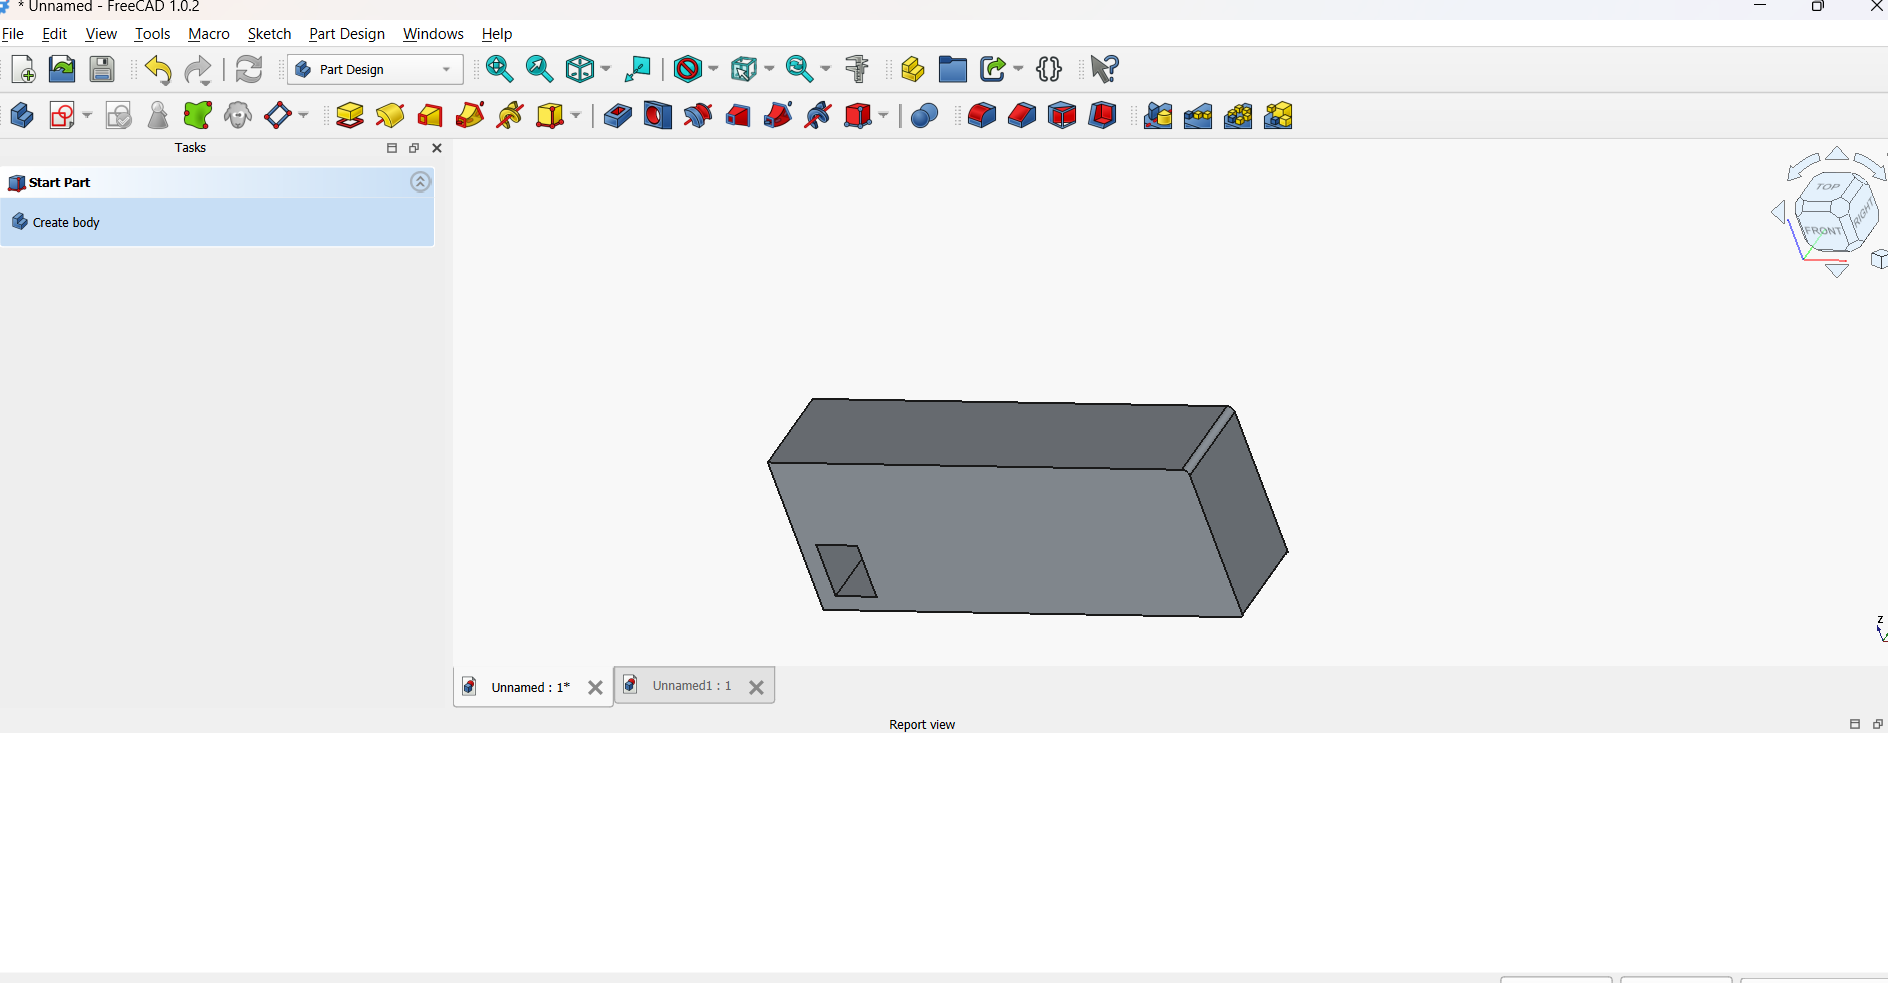 * Unnamed - FreeCAD 1.0.2
File Edit View Tools Macro Sketch Part Design Windows Help
Part Design
Tasks
Start Part
Create body
TOP
FRONT
RIGHT
Z
Unnamed : 1*
Unnamed1 : 1
Report view